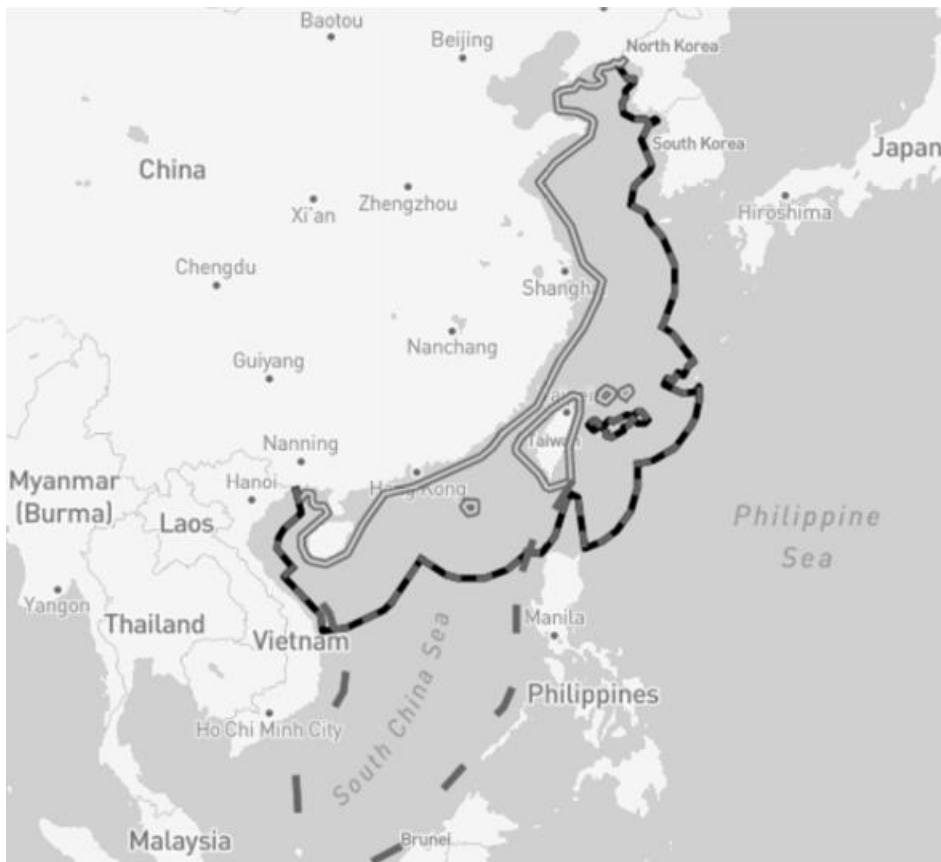 Baotou
Beijing
North Korea
China
South Korea
Japan
Xi'an
Zhengzhou
Hiroshima
Chengdu
Shangha
Nanchang
Guiyang
Nanning
Taiwan
Hanoi
Hong Kong
Myanmar
(Burma)
Laos
Philippine
Sea
Yangon
Thailand
Vietnam
Manila
South China Sea
Philippines
Ho Chi Minh City
Malaysia
Brunei